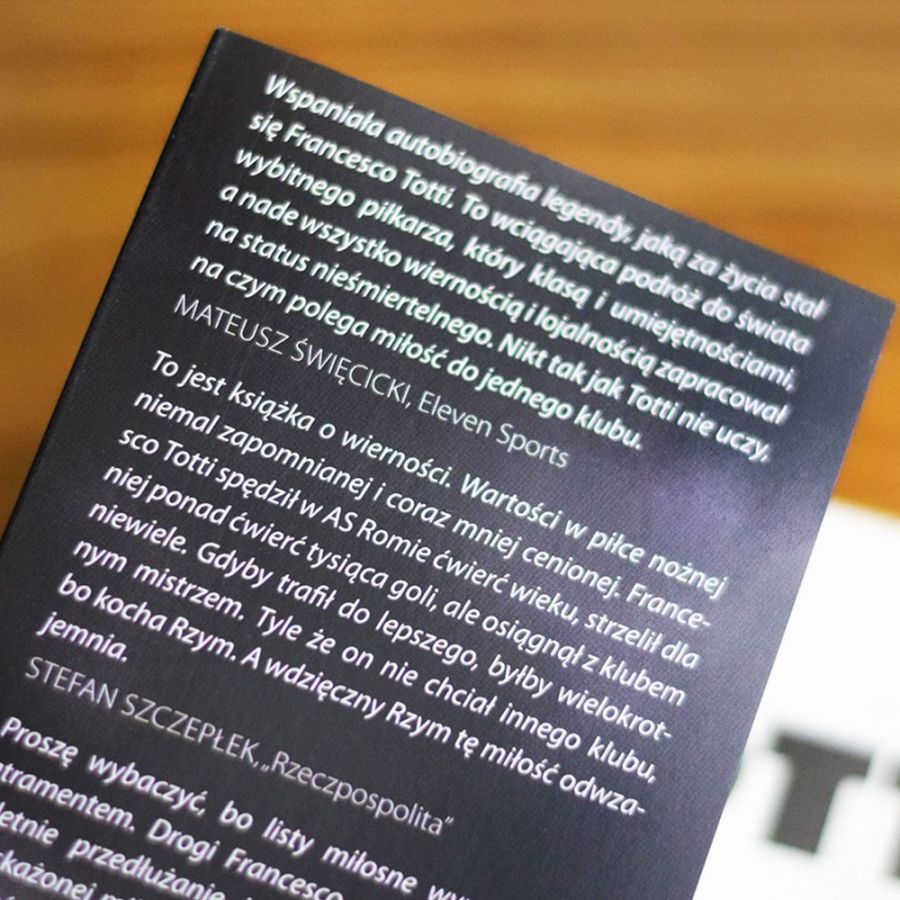 Wspaniała autobiografia legendy, jaką za życia stał
się Francesco Totti. To wciągająca podróż do świata
wybitnego piłkarza, który klasą i umiejętnościami,
a nade wszystko wiernością i lojalnością zapracował
na status nieśmiertelnego. Nikt tak jak Totti nie uczy,
na czym polega miłość do jednego klubu.
MATEUSZ ŚWIĘCICKI, Eleven Sports
To jest książka o wierności. Wartości w piłce nożnej
niemal zapomnianej i coraz mniej cenionej. France-
sco Totti spędził w AS Romie ćwierć wieku, strzelił dla
niej ponad ćwierć tysiąca goli, ale osiągnął z klubem
niewiele. Gdyby trafił do lepszego, byłby wielokrot-
nym mistrzem. Tyle że on nie chciał innego klubu,
bo kocha Rzym. A wdzięczny Rzym tę miłość odwza-
jemnia.
STEFAN SZCZEPŁEK, „Rzeczpospolita”
Proszę wybaczyć, bo listy miłosne
atramentem. Drogi Francesco
letnie przedłużanie